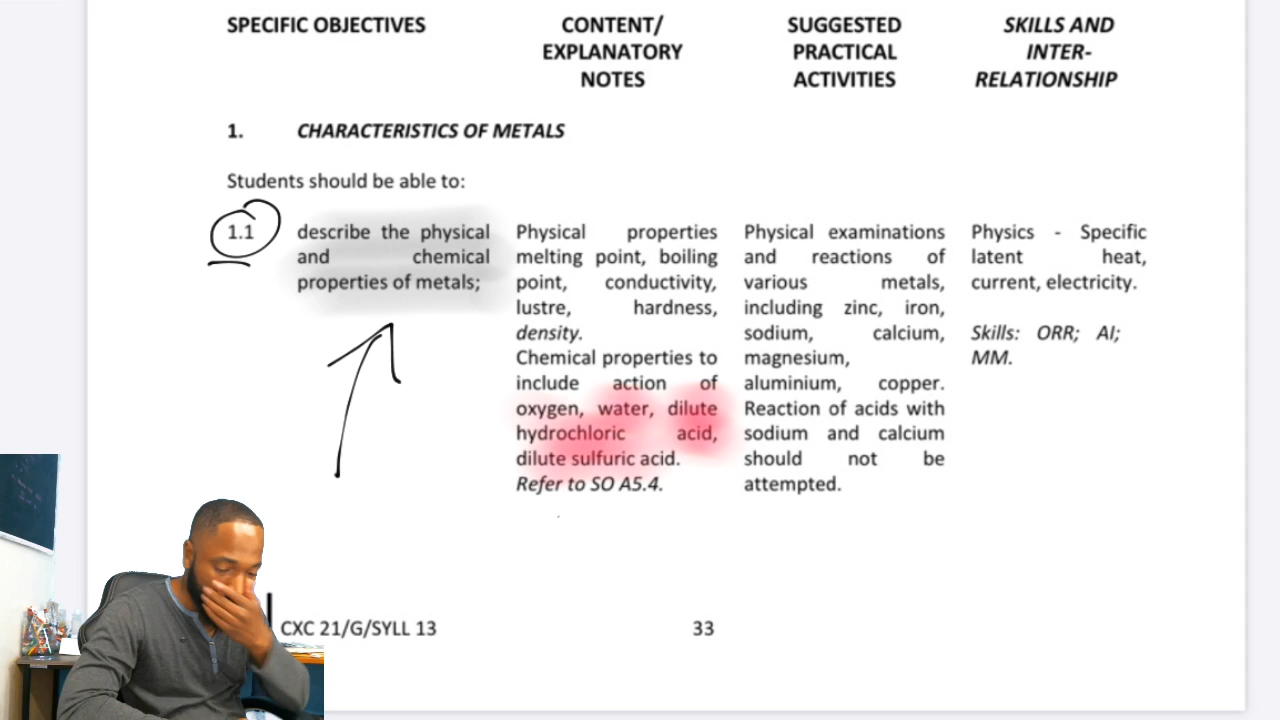 SPECIFIC OBJECTIVES
CONTENT/
EXPLANATORY
NOTES
SUGGESTED
PRACTICAL
ACTIVITIES
SKILLS AND
INTER-
RELATIONSHIP
1. CHARACTERISTICS OF METALS
Students should be able to:
1.1 describe the physical
and chemical
properties of metals;
Physical properties
melting point, boiling
point, conductivity,
lustre, hardness,
density.
Chemical properties to
include action of
oxygen, water, dilute
hydrochloric acid,
dilute sulfuric acid.
Refer to SO A5.4.
Physical examinations
and reactions of
various metals,
including zinc, iron,
sodium, calcium,
magnesium,
aluminium, copper.
Reaction of acids with
sodium and calcium
should not be
attempted.
Physics - Specific
latent heat,
current, electricity.
Skills: ORR; AI;
MM.
CXC 21/G/SYLL 13
33